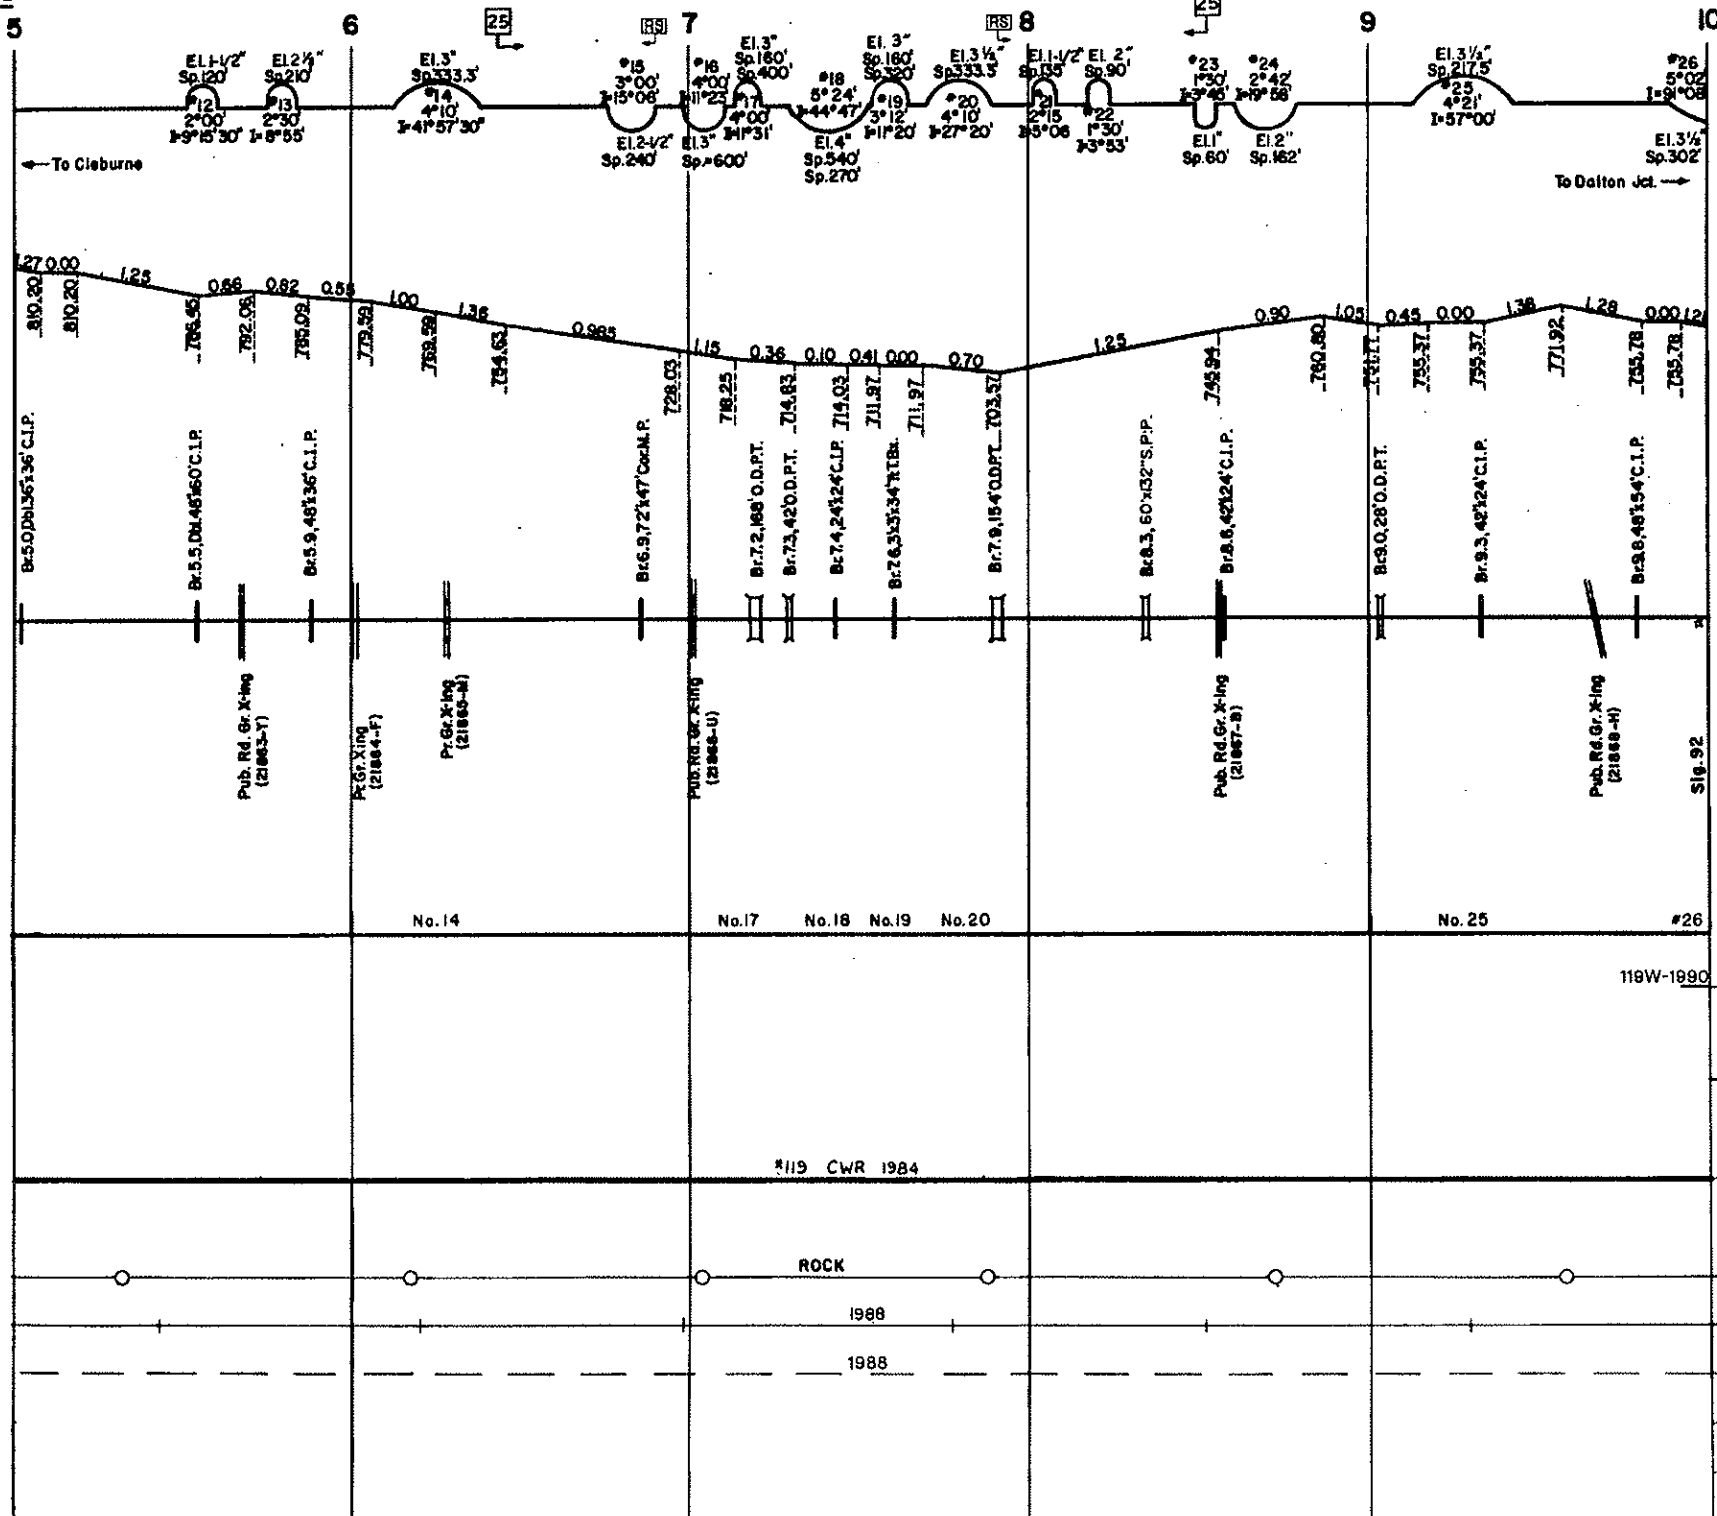 5 6 7 8 9 10
25
RS
RS
El.1-1/2"
Sp.120'
#12
2°00'
I=9°15'30"
El.2½"
Sp.210'
#13
2°30'
I=8°55'
El.3"
Sp.333.3'
#14
4°10'
I=41°57'30"
#15
3°00'
I=15°06'
El.2-1/2"
Sp.240'
#16
4°00'
I=11°23'
El.3"
Sp.=600'
El.3"
Sp.160'
Sp.400'
#17
4°00'
I=11°31'
#18
5°24'
I=44°47'
El.4"
Sp.540'
Sp.270'
El. 3"
Sp.160'
Sp.320'
#19
3°12'
I=11°20'
El.3½"
Sp.333.3'
#20
4°10'
I=27°20'
El.1-1/2"
Sp.135'
#21
2°15
I=5°06
El. 2"
Sp.90'
#22
1°30'
I=3°53'
#23
1°30'
I=3°45'
El.1"
Sp.60'
#24
2°42'
I=19°58'
El.2"
Sp.162'
El.3½"
Sp.217.5'
#25
4°21'
I=57°00'
#26
5°02'
I=91°08'
El.3½"
Sp.302'
To Cleburne
To Dalton Jct.
1.27 0.00 1.25 0.66 0.82 0.55 1.00 1.36 0.985 1.15 0.36 0.10 0.41 0.00 0.70 1.25 0.90 1.05 0.45 0.00 1.38 1.28 0.00 1.21
810.20 810.20 786.45 792.06 785.09 779.59 769.59 754.63 728.03 718.25 714.83 714.03 711.97 711.97 703.57 745.94 760.80 751.77 755.37 755.37 771.92 755.78 755.78
Br.5.0,Dbl.36"x36' C.I.P.
Br.5.5,Dbl.48"x60' C.I.P.
Br.5.9,48"x36' C.I.P.
Br.6.9,72"x47' Cor.M.P.
Br.7.2,168' O.D.P.T.
Br.7.3,42' O.D.P.T.
Br.7.4,24"x24' C.I.P.
Br.7.6,3'x3'x34' R.T.Bx.
Br.7.9,154' O.D.P.T.
Br.8.3, 60"x132' S.P.P.
Br.8.6,42"x24' C.I.P.
Br.9.0,28' O.D.P.T.
Br.9.3,42"x24' C.I.P.
Br.9.8,48"x54' C.I.P.
Pub. Rd. Gr. X-ing
(21863-Y)
Pr.Gr.Xing
(21864-F)
Pr.Gr.X-ing
(21865-M)
Pub.Rd.Gr. X-ing
(21866-U)
Pub. Rd.Gr. X-ing
(21867-B)
Pub.Rd.Gr.X-ing
(21868-H)
Sig. 92
No.14 No.17 No.18 No.19 No.20 No.25 #26
119W-1990
#119 CWR 1984
ROCK
1988
1988